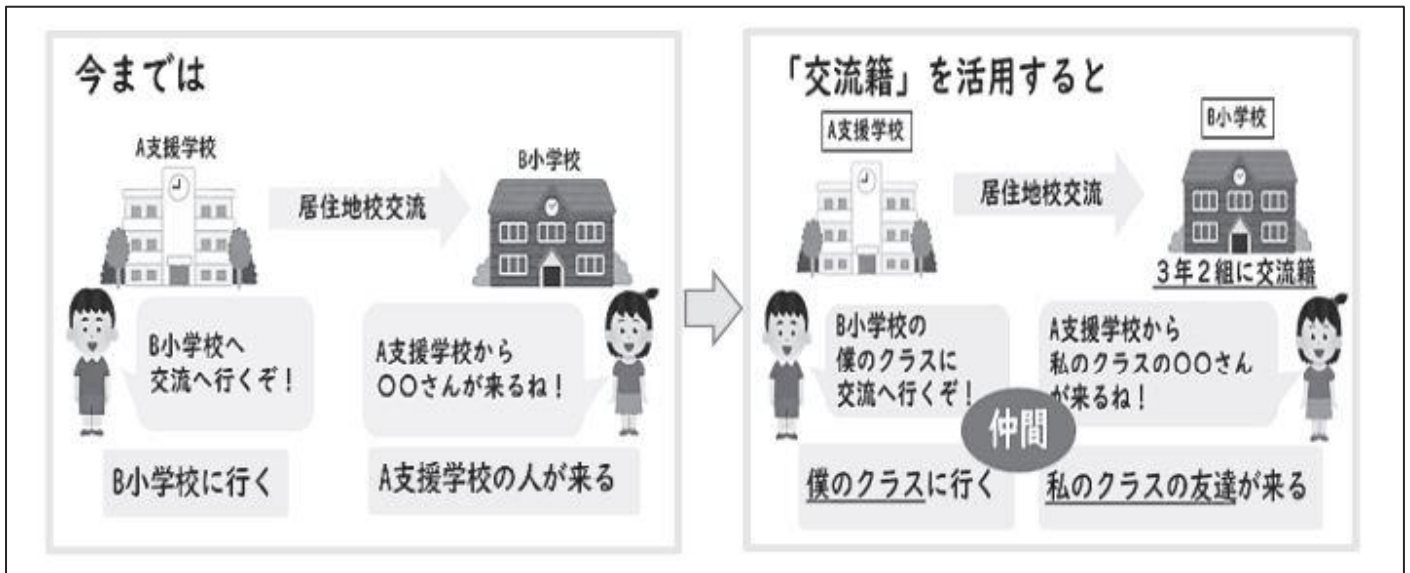 今までは
A支援学校
B小学校
居住地校交流
B小学校へ
交流へ行くぞ！
A支援学校から
〇〇さんが来るね！
B小学校に行く
A支援学校の人が来る
「交流籍」を活用すると
A支援学校
B小学校
居住地校交流
３年２組に交流籍
B小学校の
僕のクラスに
交流へ行くぞ！
A支援学校から
私のクラスの〇〇さん
が来るね！
仲間
僕のクラスに行く
私のクラスの友達が来る